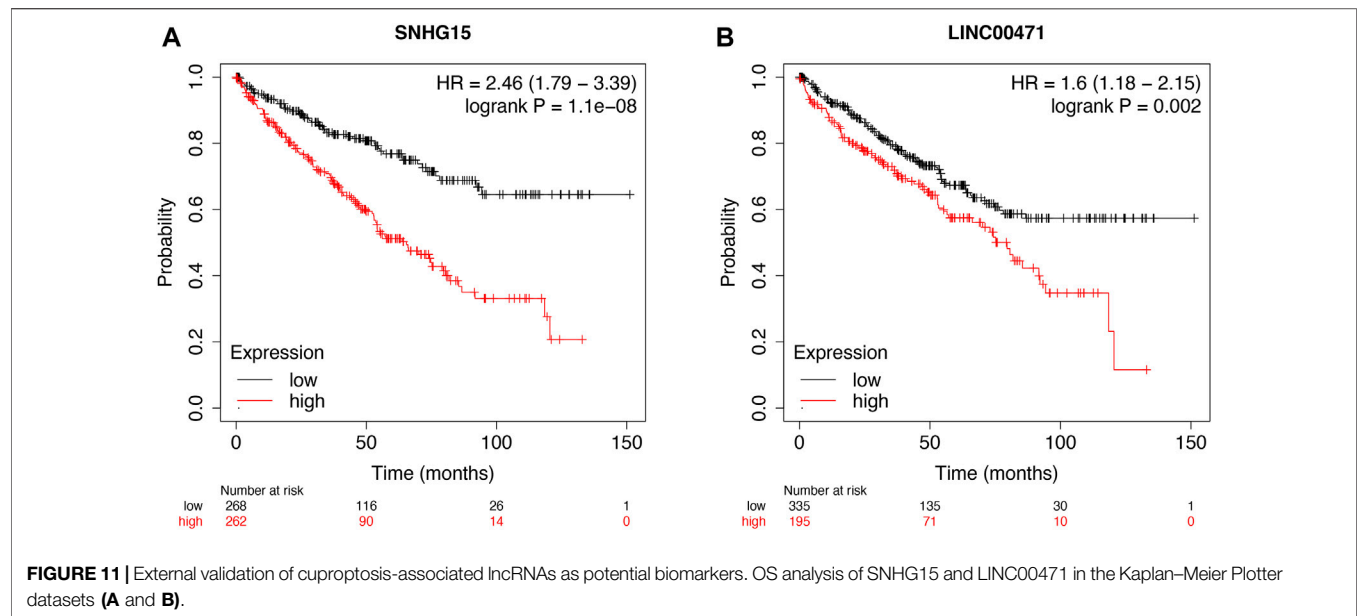 A
SNHG15
HR = 2.46 (1.79 − 3.39)
logrank P = 1.1e−08
Probability
1.0
0.8
0.6
0.4
0.2
0.0
Expression
low
high
0 50 100 150
Time (months)
Number at risk
low 268 116 26 1
high 262 90 14 0
B
LINC00471
HR = 1.6 (1.18 − 2.15)
logrank P = 0.002
Probability
1.0
0.8
0.6
0.4
0.2
0.0
Expression
low
high
0 50 100 150
Time (months)
Number at risk
low 335 135 30 1
high 195 71 10 0
FIGURE 11 | External validation of cuproptosis-associated lncRNAs as potential biomarkers. OS analysis of SNHG15 and LINC00471 in the Kaplan–Meier Plotter
datasets (A and B).